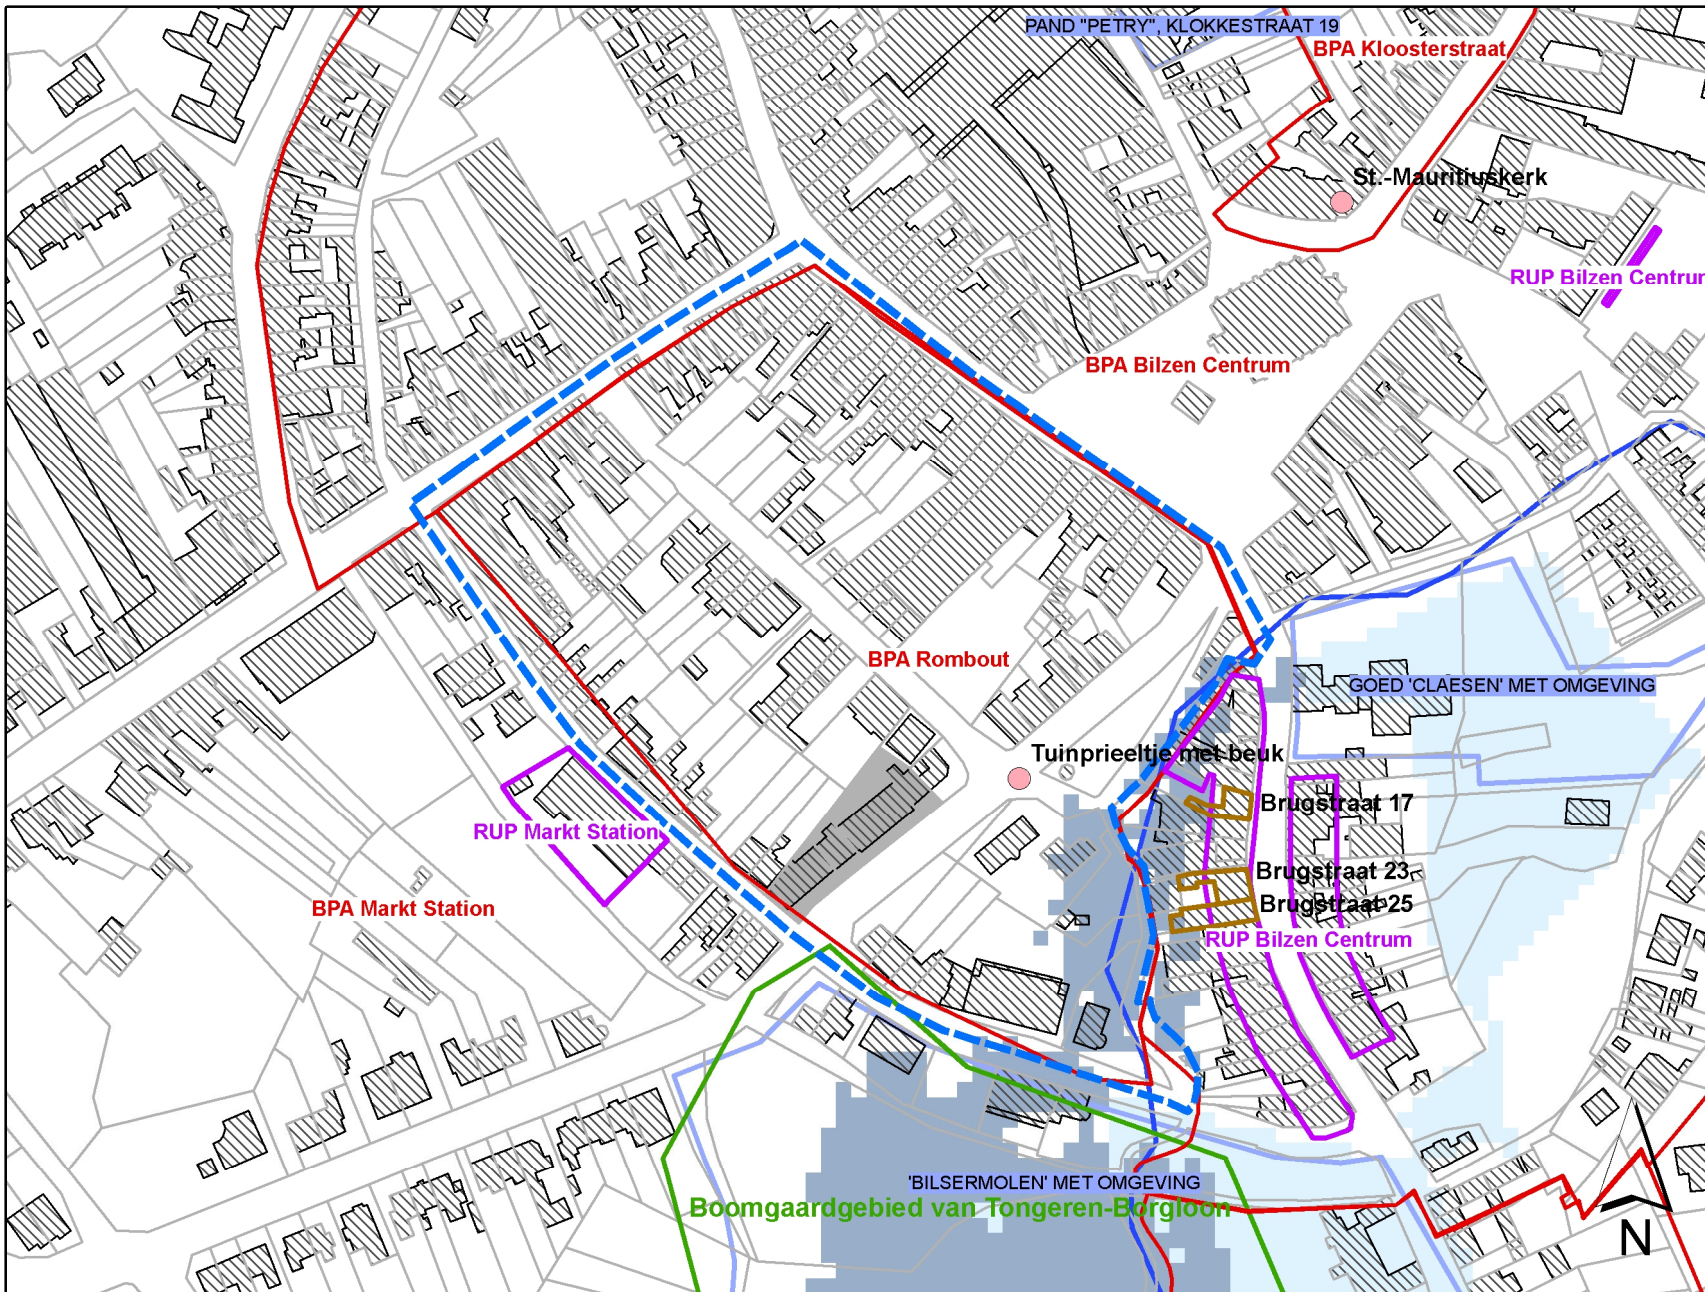 PAND "PETRY", KLOKKESTRAAT 19
BPA Kloosterstraat
St.-Mauritiuskerk
RUP Bilzen Centrum
BPA Bilzen Centrum
BPA Rombout
GOED 'CLAESEN' MET OMGEVING
Tuinprieeltje met beuk
Brugstraat 17
RUP Markt Station
Brugstraat 23
Brugstraat 25
BPA Markt Station
RUP Bilzen Centrum
'BILSERMOLEN' MET OMGEVING
Boomgaardgebied van Tongeren-Borgloon
N